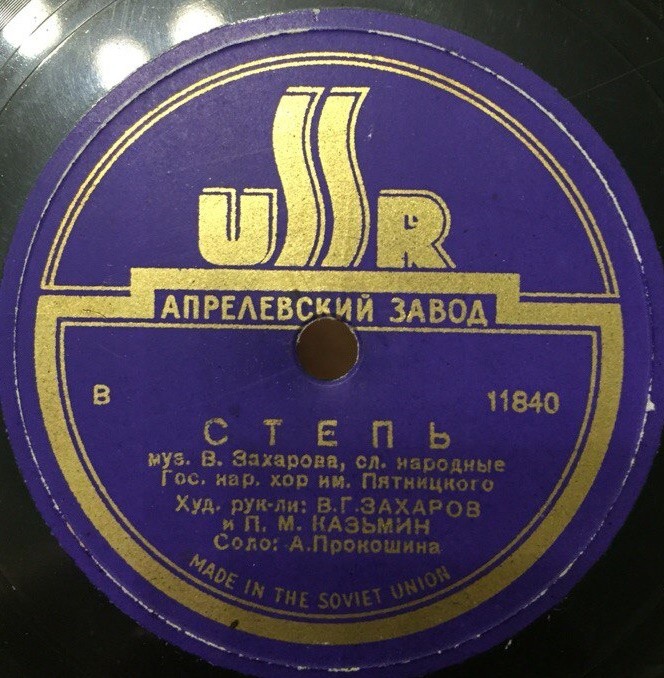 USSR
АПРЕЛЕВСКИЙ ЗАВОД
В 11840
СТЕПЬ
муз. В. Захарова, сл. народные
Гос. нар. хор им. Пятницкого
Худ. рук-ли: В.Г.ЗАХАРОВ
и П. М. КАЗЬМИН
Соло: А.Прокошина
MADE IN THE SOVIET UNION